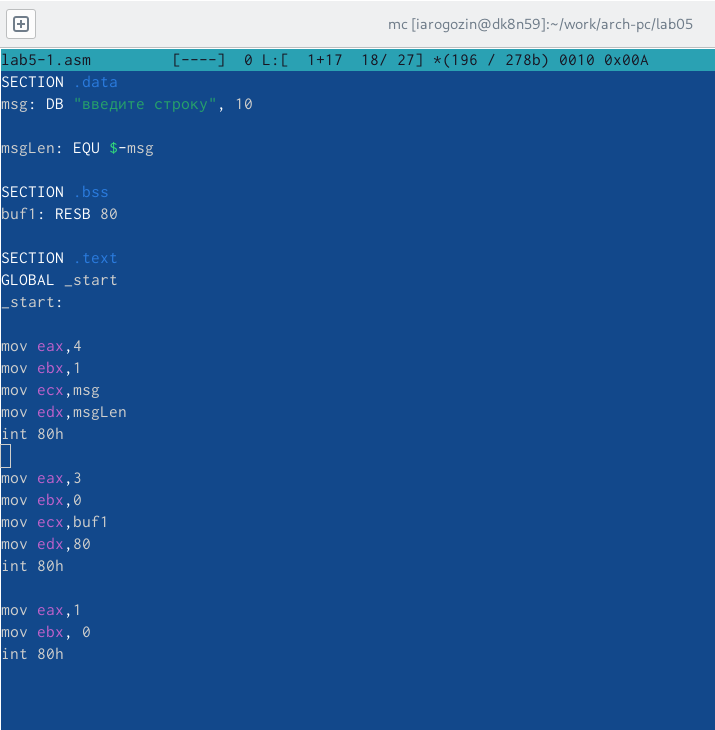 mc [iarogozin@dk8n59]:~/work/arch-pc/lab05
lab5-1.asm [----] 0 L:[ 1+17 18/ 27] *(196 / 278b) 0010 0x00A
SECTION .data
msg: DB "введите строку", 10
msgLen: EQU $-msg
SECTION .bss
buf1: RESB 80
SECTION .text
GLOBAL _start
_start:
mov eax,4
mov ebx,1
mov ecx,msg
mov edx,msgLen
int 80h
mov eax,3
mov ebx,0
mov ecx,buf1
mov edx,80
int 80h
mov eax,1
mov ebx, 0
int 80h